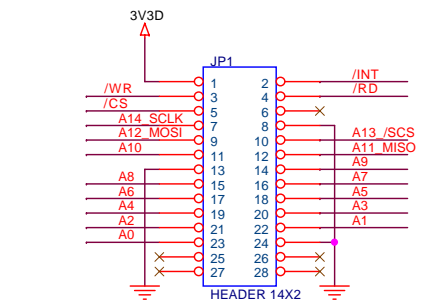 3V3D
JP1
1 2 /INT
/WR 3 4 /RD
/CS 5 6
A14_SCLK 7 8
A12_MOSI 9 10 A13_/SCS
A10 11 12 A11_MISO
13 14 A9
A8 15 16 A7
A6 17 18 A5
A4 19 20 A3
A2 21 22 A1
A0 23 24
25 26
27 28
HEADER 14X2